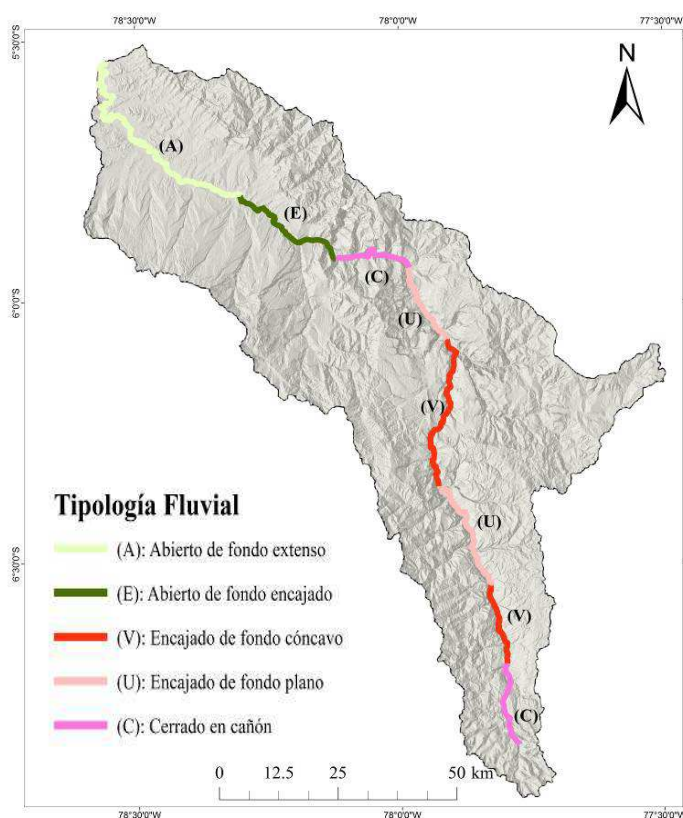 78°30'0"W 78°0'0"W 77°30'0"W
5°30'0"S
N
(A)
(E)
(C)
6°0'0"S
(U)
(V)
Tipología Fluvial
(U)
(A): Abierto de fondo extenso
6°30'0"S
(E): Abierto de fondo encajado
(V)
(V): Encajado de fondo cóncavo
(U): Encajado de fondo plano
(C)
(C): Cerrado en cañón
0 12.5 25 50 km
78°30'0"W 78°0'0"W 77°30'0"W